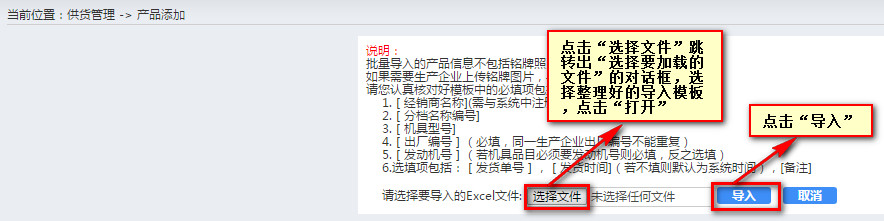 当前位置：供货管理 -> 产品添加
说明：
批量导入的产品信息不包括铭牌照
如果需要生产企业上传铭牌图片，
请您认真核对好模板中的必填项包
1. [ 经销商名称](需与系统中注册
2. [ 分档名称编号]
3. [ 机具型号]
4. [ 出厂编号 ] （必填，同一生产企业出厂编号不能重复）
5. [ 发动机号 ] （若机具品目必须要发动机号则必填，反之选填）
6.选填项包括： [ 发货单号 ] ， [ 发货时间]（若不填则默认为系统时间），[备注]
请选择要导入的Excel文件: 选择文件 未选择任何文件 导入 取消
点击“选择文件”跳
转出“选择要加载的
文件”的对话框，选
择整理好的导入模板
，点击“打开”
点击“导入”